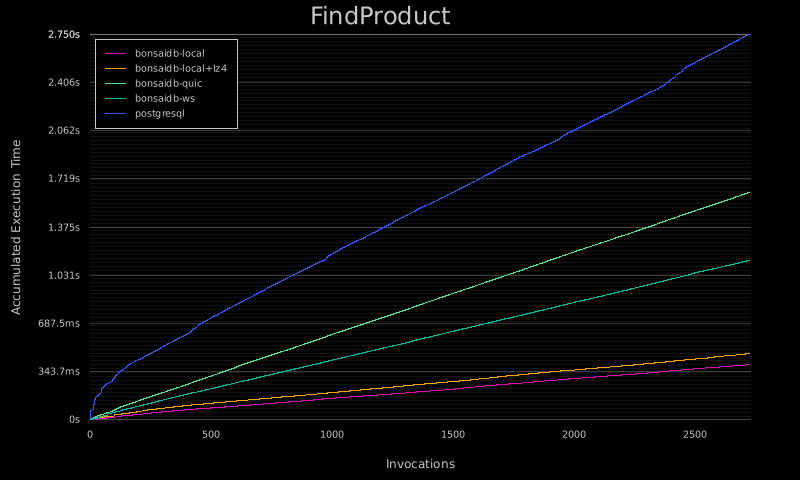 FindProduct
2.750s
bonsaidb-local
bonsaidb-local+lz4
bonsaidb-quic
bonsaidb-ws
postgresql
2.406s
2.062s
1.719s
1.375s
1.031s
687.5ms
343.7ms
0s
Accumulated Execution Time
0 500 1000 1500 2000 2500
Invocations